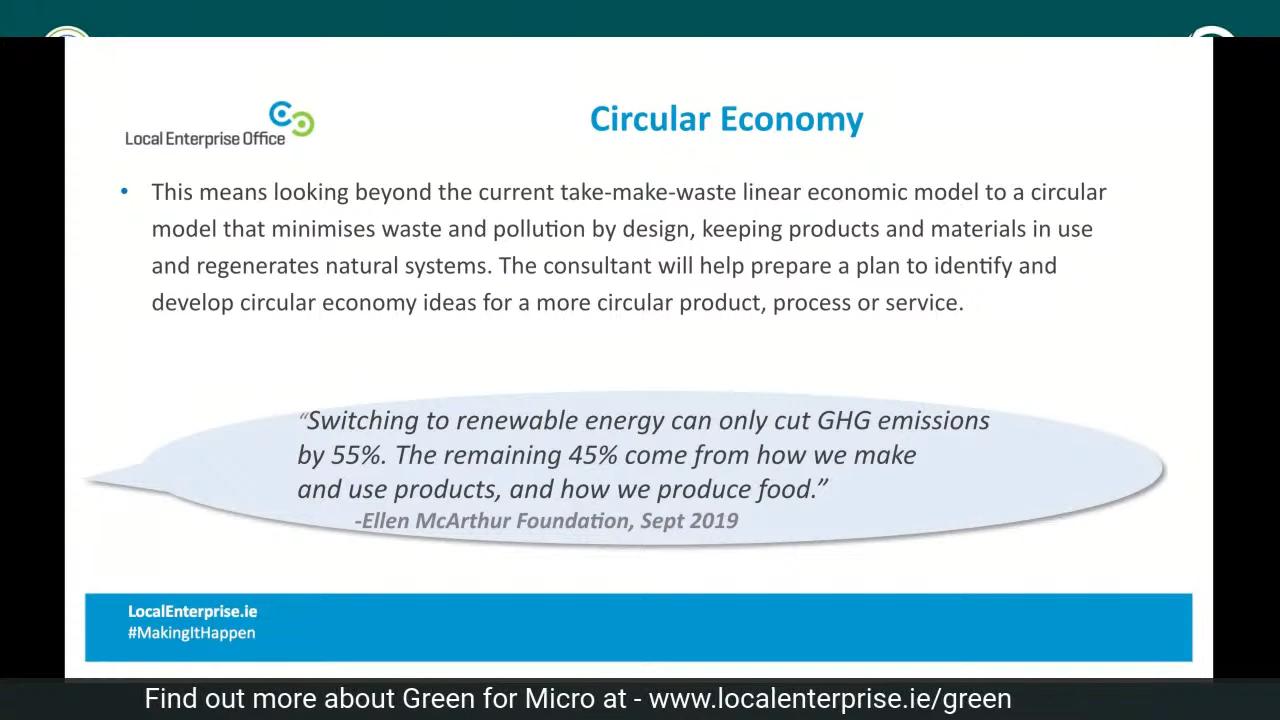 Local Enterprise Office
Circular Economy
• This means looking beyond the current take-make-waste linear economic model to a circular
model that minimises waste and pollution by design, keeping products and materials in use
and regenerates natural systems. The consultant will help prepare a plan to identify and
develop circular economy ideas for a more circular product, process or service.
“Switching to renewable energy can only cut GHG emissions
by 55%. The remaining 45% come from how we make
and use products, and how we produce food.”
-Ellen McArthur Foundation, Sept 2019
LocalEnterprise.ie
#MakingItHappen
Find out more about Green for Micro at - www.localenterprise.ie/green